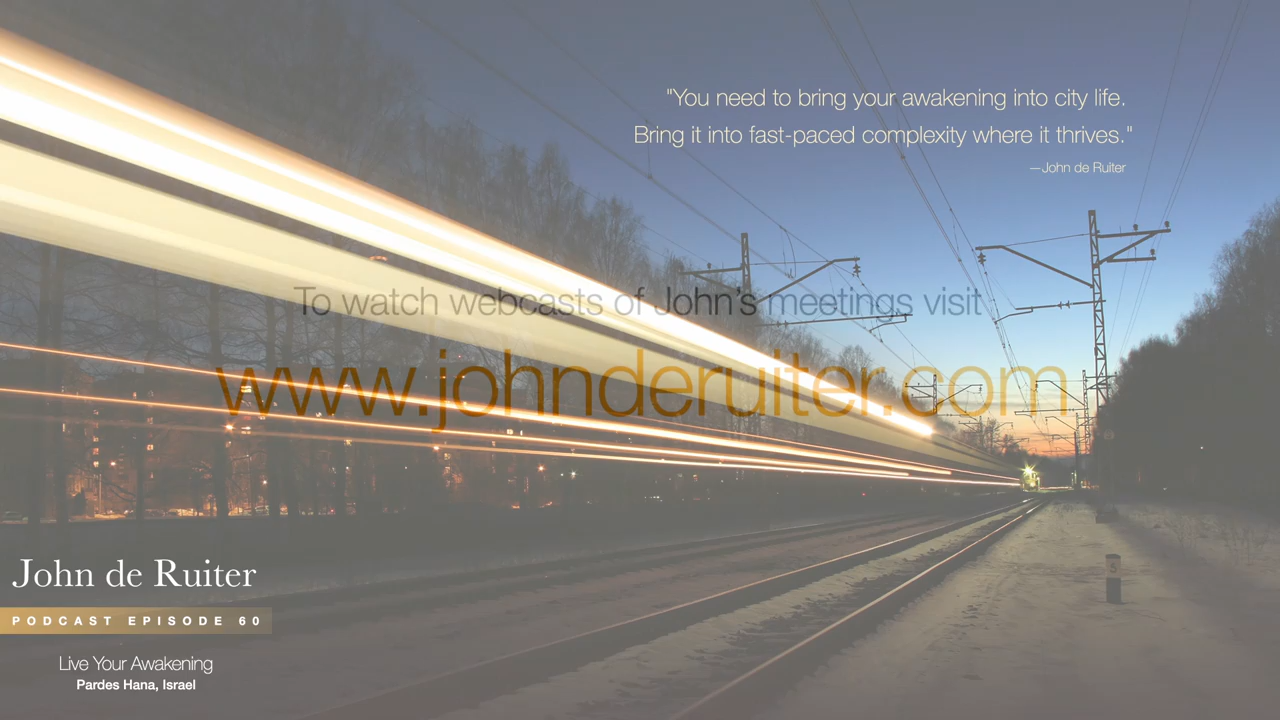 "You need to bring your awakening into city life.
Bring it into fast-paced complexity where it thrives."
—John de Ruiter
To watch webcasts of John's meetings visit
www.johnderuiter.com
John de Ruiter
PODCAST EPISODE 60
Live Your Awakening
Pardes Hana, Israel